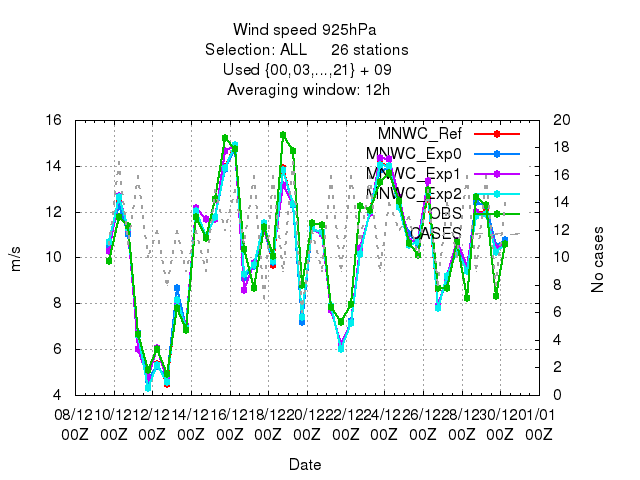 Wind speed 925hPa
Selection: ALL 26 stations
Used {00,03,...,21} + 09
Averaging window: 12h
16
14
12
10
8
6
4
m/s
20
18
16
14
12
10
8
6
4
2
0
No cases
MNWC_Ref
MNWC_Exp0
MNWC_Exp1
MNWC_Exp2
OBS
CASES
08/12 10/12 12/12 14/12 16/12 18/12 20/12 22/12 24/12 26/12 28/12 30/12 01/01
00Z 00Z 00Z 00Z 00Z 00Z 00Z 00Z 00Z 00Z 00Z 00Z 00Z
Date